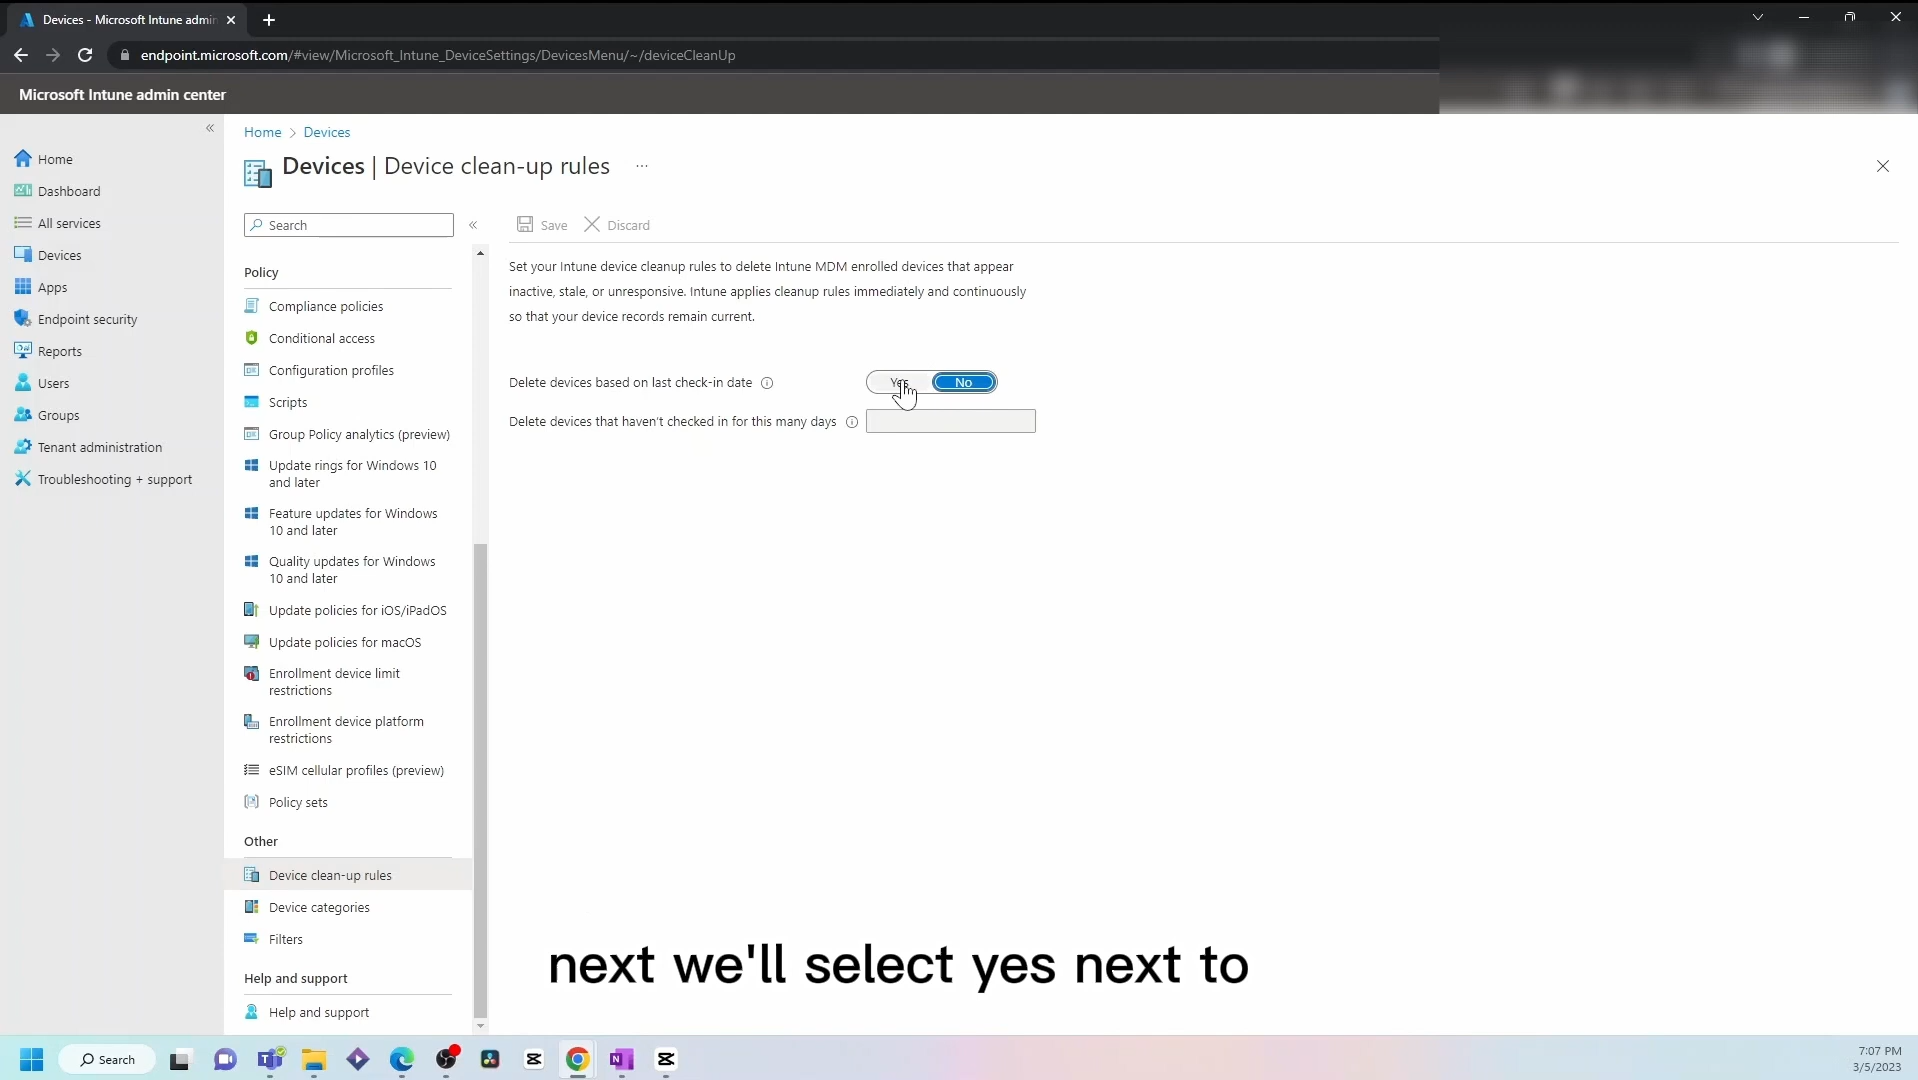 Devices - Microsoft Intune admin
endpoint.microsoft.com/#view/Microsoft_Intune_DeviceSettings/DevicesMenu/~/deviceCleanUp
Microsoft Intune admin center
Home
Dashboard
All services
Devices
Apps
Endpoint security
Reports
Users
Groups
Tenant administration
Troubleshooting + support
Home > Devices
Devices | Device clean-up rules ...
Search
Policy
Compliance policies
Conditional access
Configuration profiles
Scripts
Group Policy analytics (preview)
Update rings for Windows 10
and later
Feature updates for Windows
10 and later
Quality updates for Windows
10 and later
Update policies for iOS/iPadOS
Update policies for macOS
Enrollment device limit
restrictions
Enrollment device platform
restrictions
eSIM cellular profiles (preview)
Policy sets
Other
Device clean-up rules
Device categories
Filters
Help and support
Help and support
Save Discard
Set your Intune device cleanup rules to delete Intune MDM enrolled devices that appear
inactive, stale, or unresponsive. Intune applies cleanup rules immediately and continuously
so that your device records remain current.
Delete devices based on last check-in date Yes No
Delete devices that haven't checked in for this many days
next we'll select yes next to
Search
7:07 PM
3/5/2023